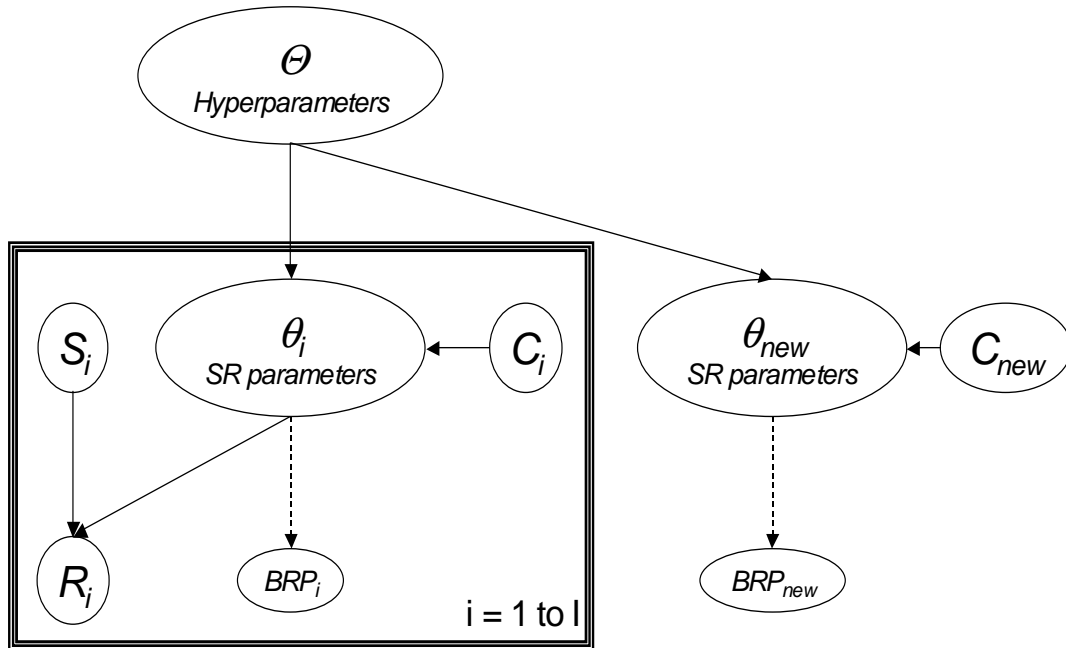 Θ
Hyperparameters
S_i
θ_i
SR parameters
C_i
θ_new
SR parameters
C_new
R_i
BRP_i
BRP_new
i = 1 to I